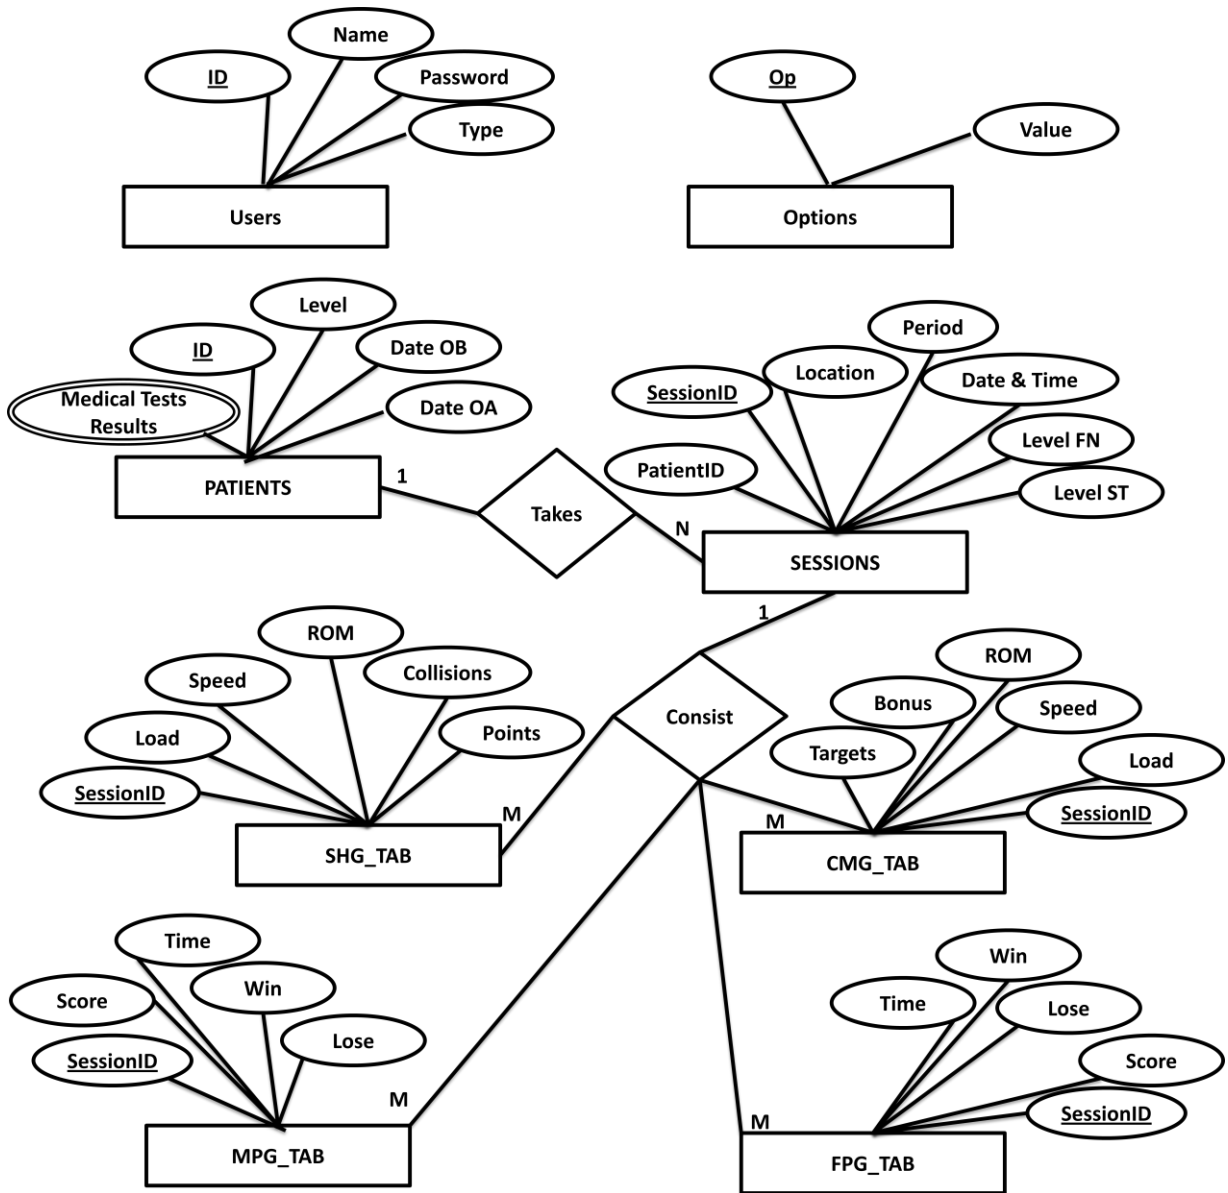 Name
ID
Password
Type
Users
Op
Value
Options
Level
ID
Date OB
Medical Tests
Results
Date OA
PATIENTS
1
Takes
N
Period
Location
Date & Time
SessionID
Level FN
PatientID
Level ST
SESSIONS
1
Consist
ROM
Collisions
Speed
Points
Load
SessionID
M
SHG_TAB
ROM
Bonus
Speed
Targets
Load
SessionID
M
CMG_TAB
Time
Win
Score
Lose
SessionID
M
MPG_TAB
Win
Time
Lose
Score
SessionID
M
FPG_TAB